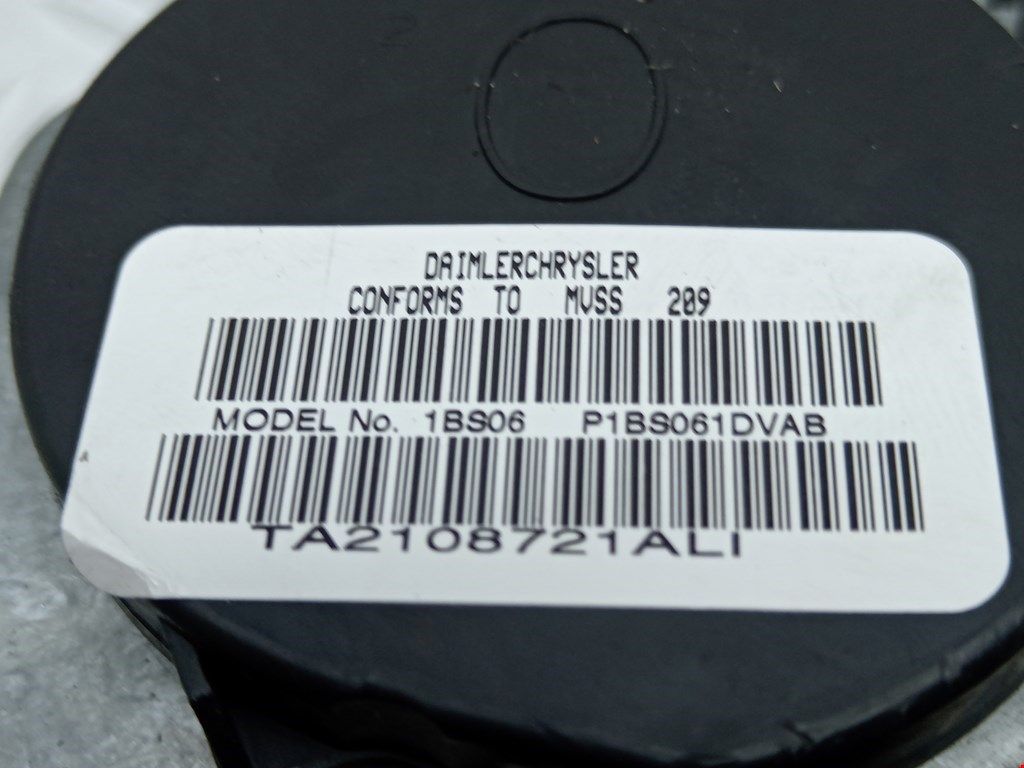 DAIMLERCHRYSLER
CONFORMS TO MVSS 209
MODEL No. 1BS06 P1BS061DVAB
TA2108721ALI